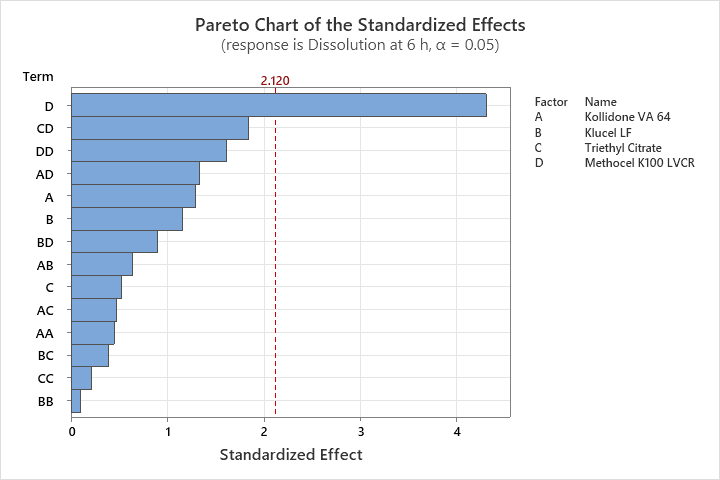 Pareto Chart of the Standardized Effects
(response is Dissolution at 6 h, α = 0.05)
Term
2.120
D
CD
DD
AD
A
B
BD
AB
C
AC
AA
BC
CC
BB
0 1 2 3 4
Standardized Effect
Factor Name
A Kollidone VA 64
B Klucel LF
C Triethyl Citrate
D Methocel K100 LVCR